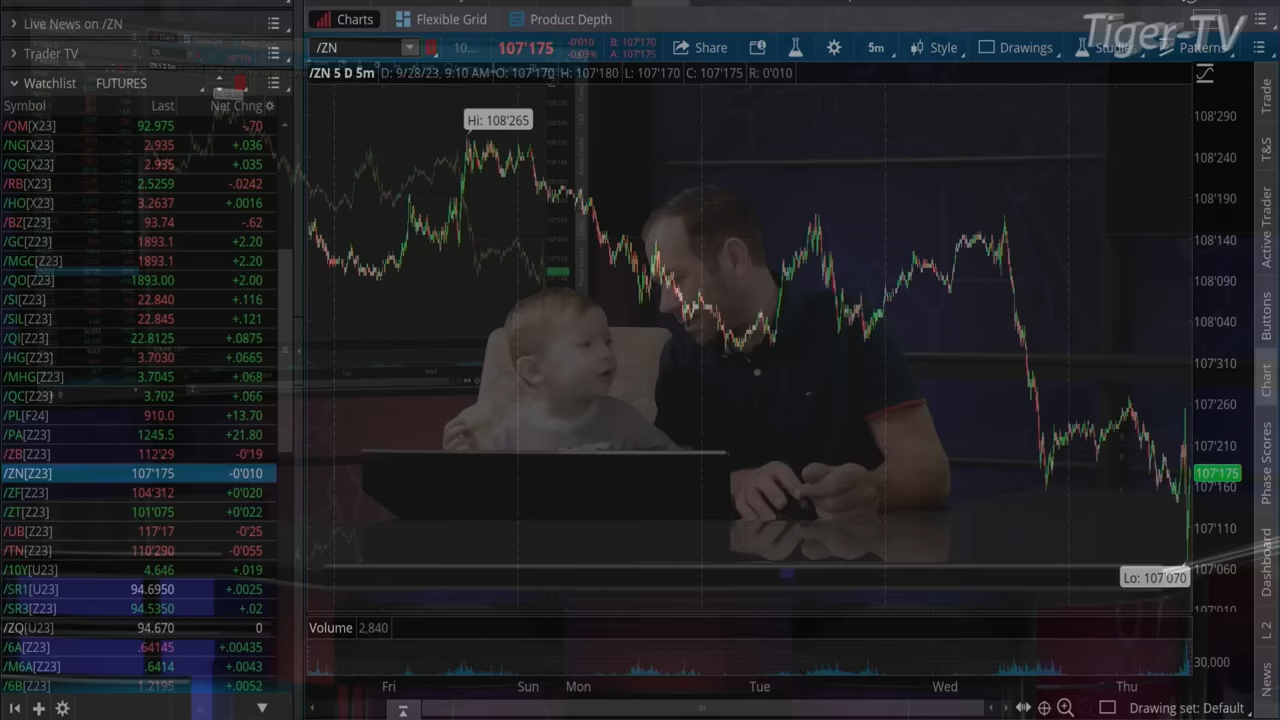 Live News on /ZN
Charts
Flexible Grid
Product Depth
Tiger-TV
Trader TV
/ZN
10...
107'175
-0'010
-0.03%
B: 107'170
A: 107'175
Share
5m
Style
Drawings
Studies
Patterns
Watchlist
FUTURES
/ZN 5 D 5m
D: 9/28/23, 9:10 AM
O: 107'170
H: 107'180
L: 107'170
C: 107'175
R: 0'010
Symbol Last Net Chng
/QM[X23] 92.975 -.70
/NG[X23] 2.935 +.036
/QG[X23] 2.935 +.035
/RB[X23] 2.5259 -.0242
/HO[X23] 3.2637 +.0016
/BZ[Z23] 93.74 -.62
/GC[Z23] 1893.1 +2.20
/MGC[Z23] 1893.1 +2.20
/QO[Z23] 1893.00 +2.00
/SI[Z23] 22.840 +.116
/SIL[Z23] 22.845 +.121
/QI[Z23] 22.8125 +.0875
/HG[Z23] 3.7030 +.0665
/MHG[Z23] 3.7045 +.068
/QC[Z23] 3.702 +.066
/PL[F24] 910.0 +13.70
/PA[Z23] 1245.5 +21.80
/ZB[Z23] 112'29 -0'19
/ZN[Z23] 107'175 -0'010
/ZF[Z23] 104'312 +0'020
/ZT[Z23] 101'075 +0'022
/UB[Z23] 117'17 -0'25
/TN[Z23] 110'290 -0'055
/10Y[U23] 4.646 +.019
/SR1[U23] 94.6950 +.0025
/SR3[Z23] 94.5350 +.02
/ZQ[U23] 94.670 0
/6A[Z23] .64145 +.00435
/M6A[Z23] .6414 +.0043
/6B[Z23] 1.2195 +.0052
Hi: 108'265
Lo: 107'070
108'290
108'240
108'190
108'140
108'090
108'040
107'310
107'260
107'210
107'175
107'160
107'110
107'060
107'010
Volume 2,840
30,000
Fri
Sun
Mon
Tue
Wed
Thu
Drawing set: Default
Trade
T&S
Active Trader
Buttons
Chart
Phase Scores
Dashboard
L 2
News